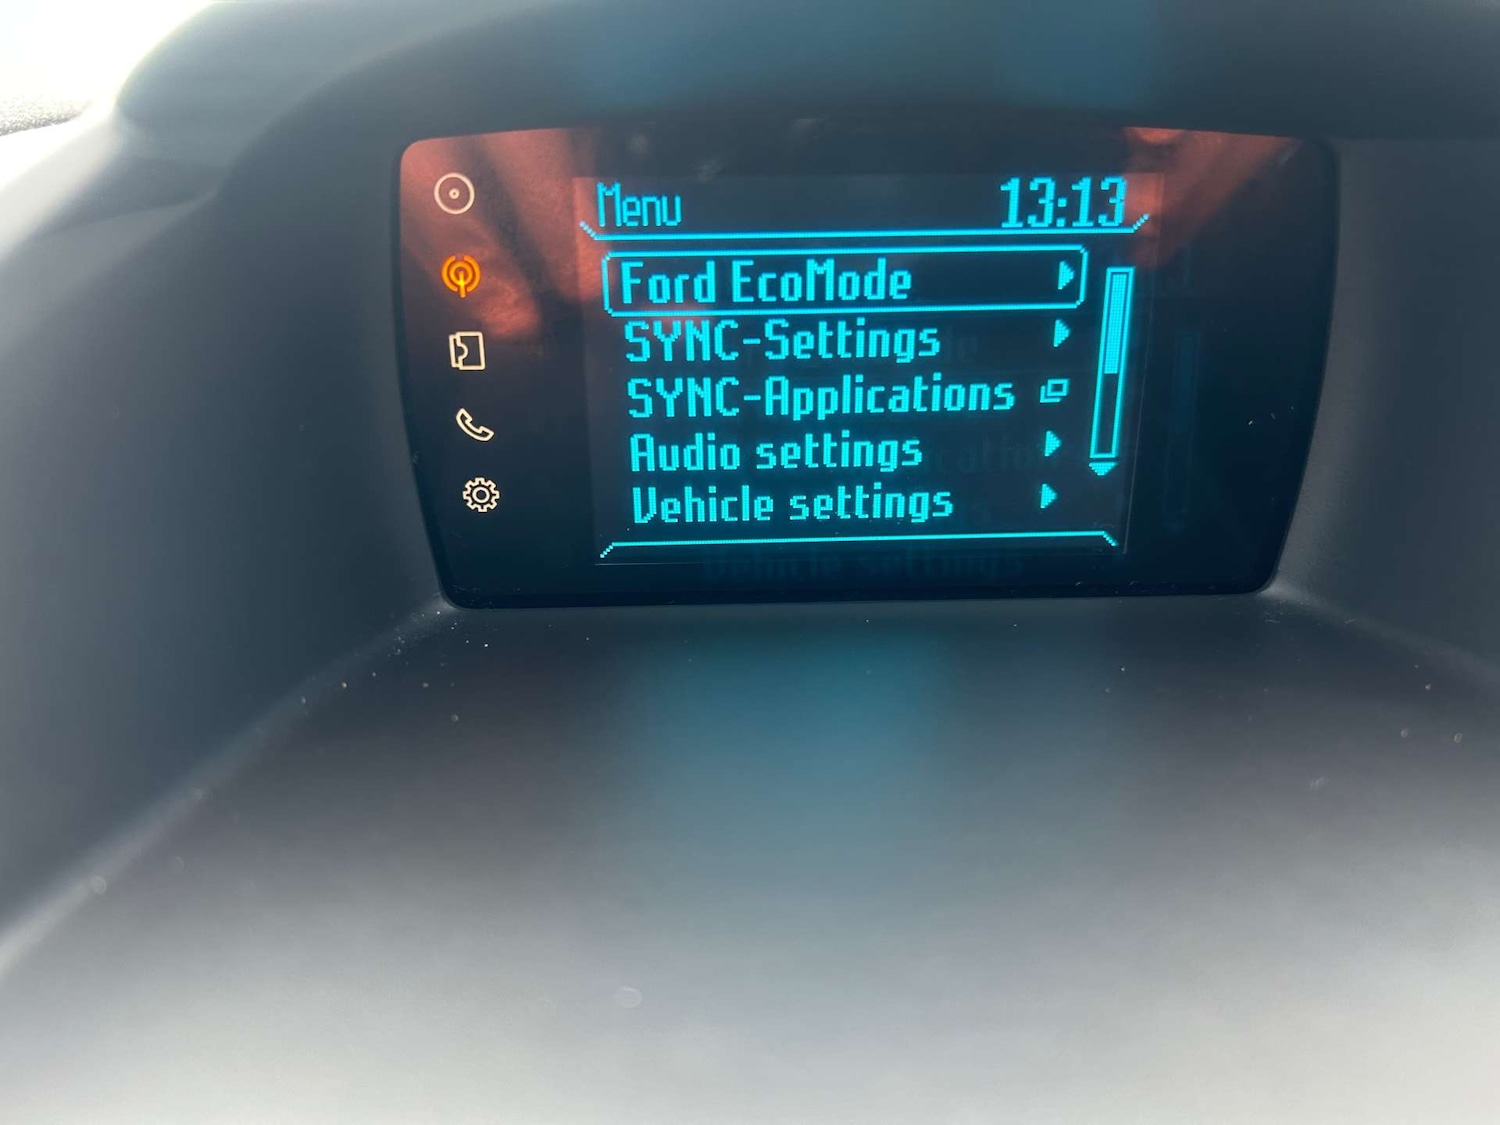 Menu 13:13
Ford EcoMode
SYNC-Settings
SYNC-Applications
Audio settings
Vehicle settings